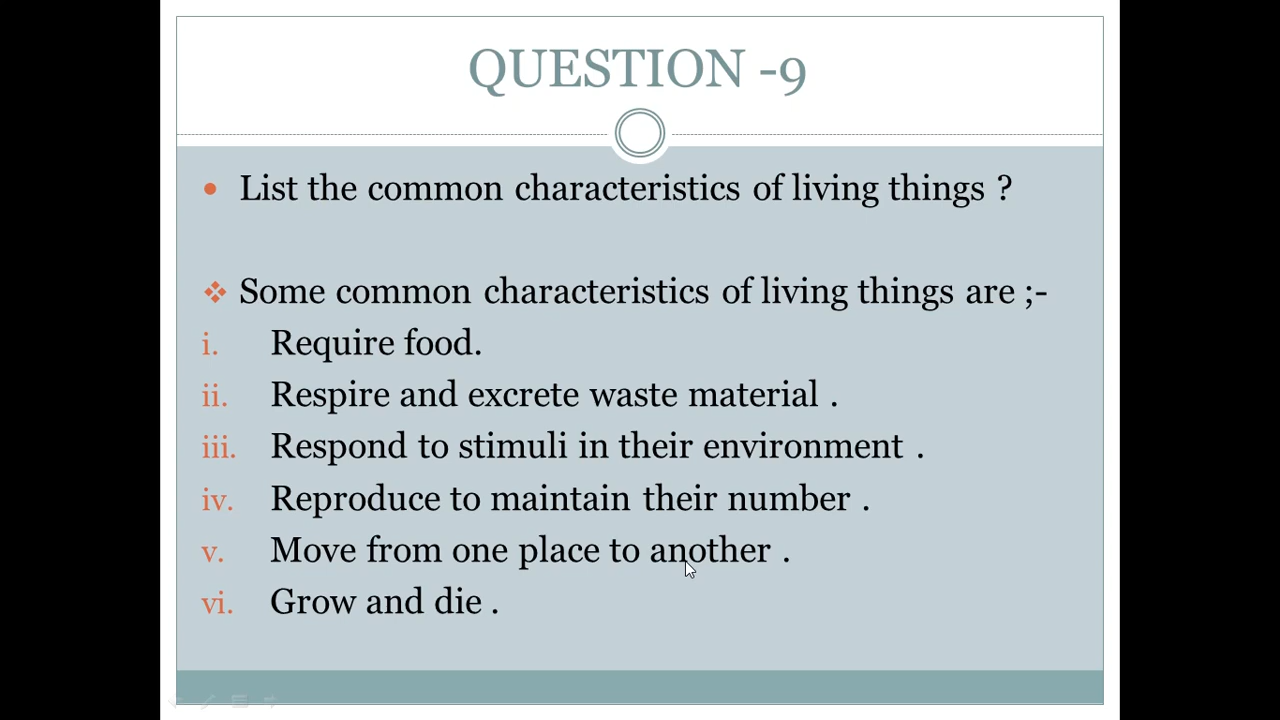 QUESTION -9
• List the common characteristics of living things ?
❖ Some common characteristics of living things are ;-
i. Require food.
ii. Respire and excrete waste material .
iii. Respond to stimuli in their environment .
iv. Reproduce to maintain their number .
v. Move from one place to another .
vi. Grow and die .